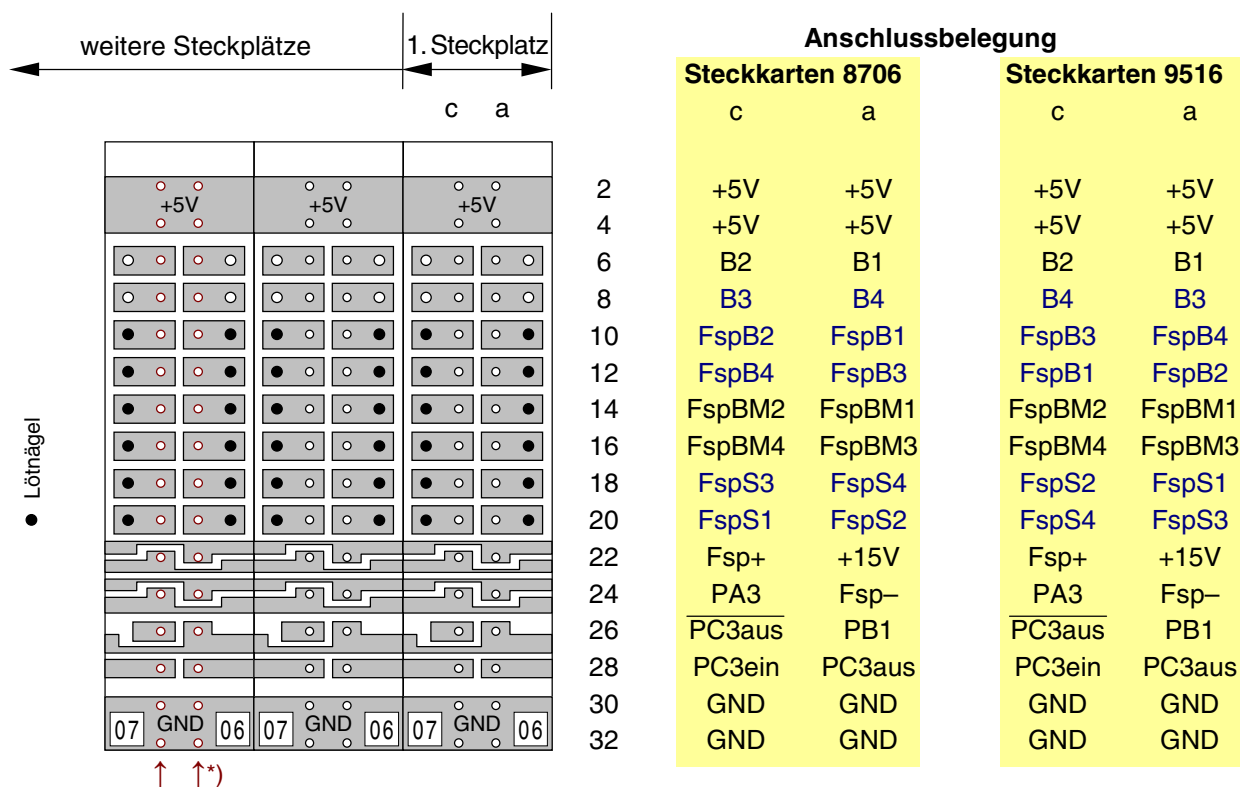 weitere Steckplätze 1. Steckplatz
c a
+5V +5V +5V
● Lötnägel
07 GND 06 07 GND 06 07 GND 06
↑ ↑*)
Anschlussbelegung
Steckkarten 8706 Steckkarten 9516
c a c a
2 +5V +5V +5V +5V
4 +5V +5V +5V +5V
6 B2 B1 B2 B1
8 B3 B4 B4 B3
10 FspB2 FspB1 FspB3 FspB4
12 FspB4 FspB3 FspB1 FspB2
14 FspBM2 FspBM1 FspBM2 FspBM1
16 FspBM4 FspBM3 FspBM4 FspBM3
18 FspS3 FspS4 FspS2 FspS1
20 FspS1 FspS2 FspS4 FspS3
22 Fsp+ +15V Fsp+ +15V
24 PA3 Fsp– PA3 Fsp–
26 P̅C̅3̅a̅u̅s̅ PB1 P̅C̅3̅a̅u̅s̅ PB1
28 PC3ein PC3aus PC3ein PC3aus
30 GND GND GND GND
32 GND GND GND GND